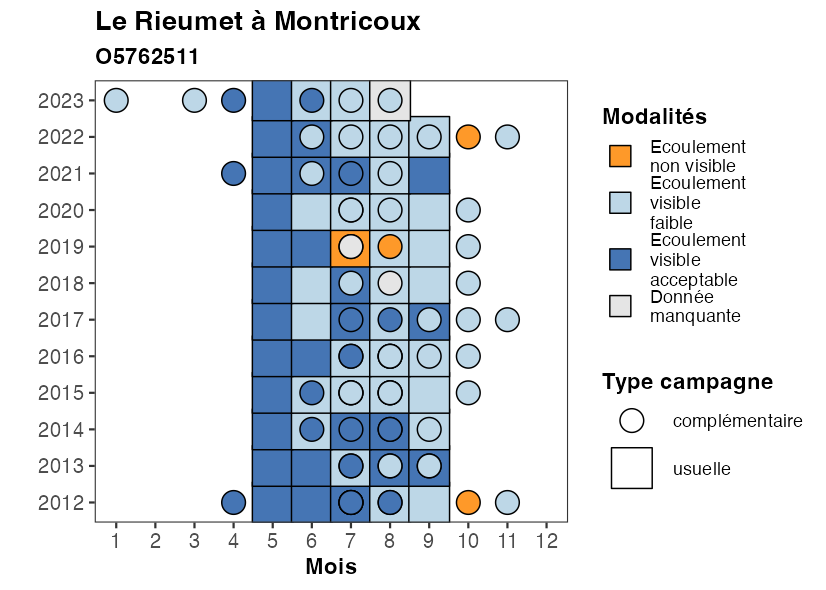 Le Rieumet à Montricoux
O5762511
2023
2022
2021
2020
2019
2018
2017
2016
2015
2014
2013
2012
1 2 3 4 5 6 7 8 9 10 11 12
Mois
Modalités
Ecoulement
non visible
Ecoulement
visible
faible
Ecoulement
visible
acceptable
Donnée
manquante
Type campagne
complémentaire
usuelle